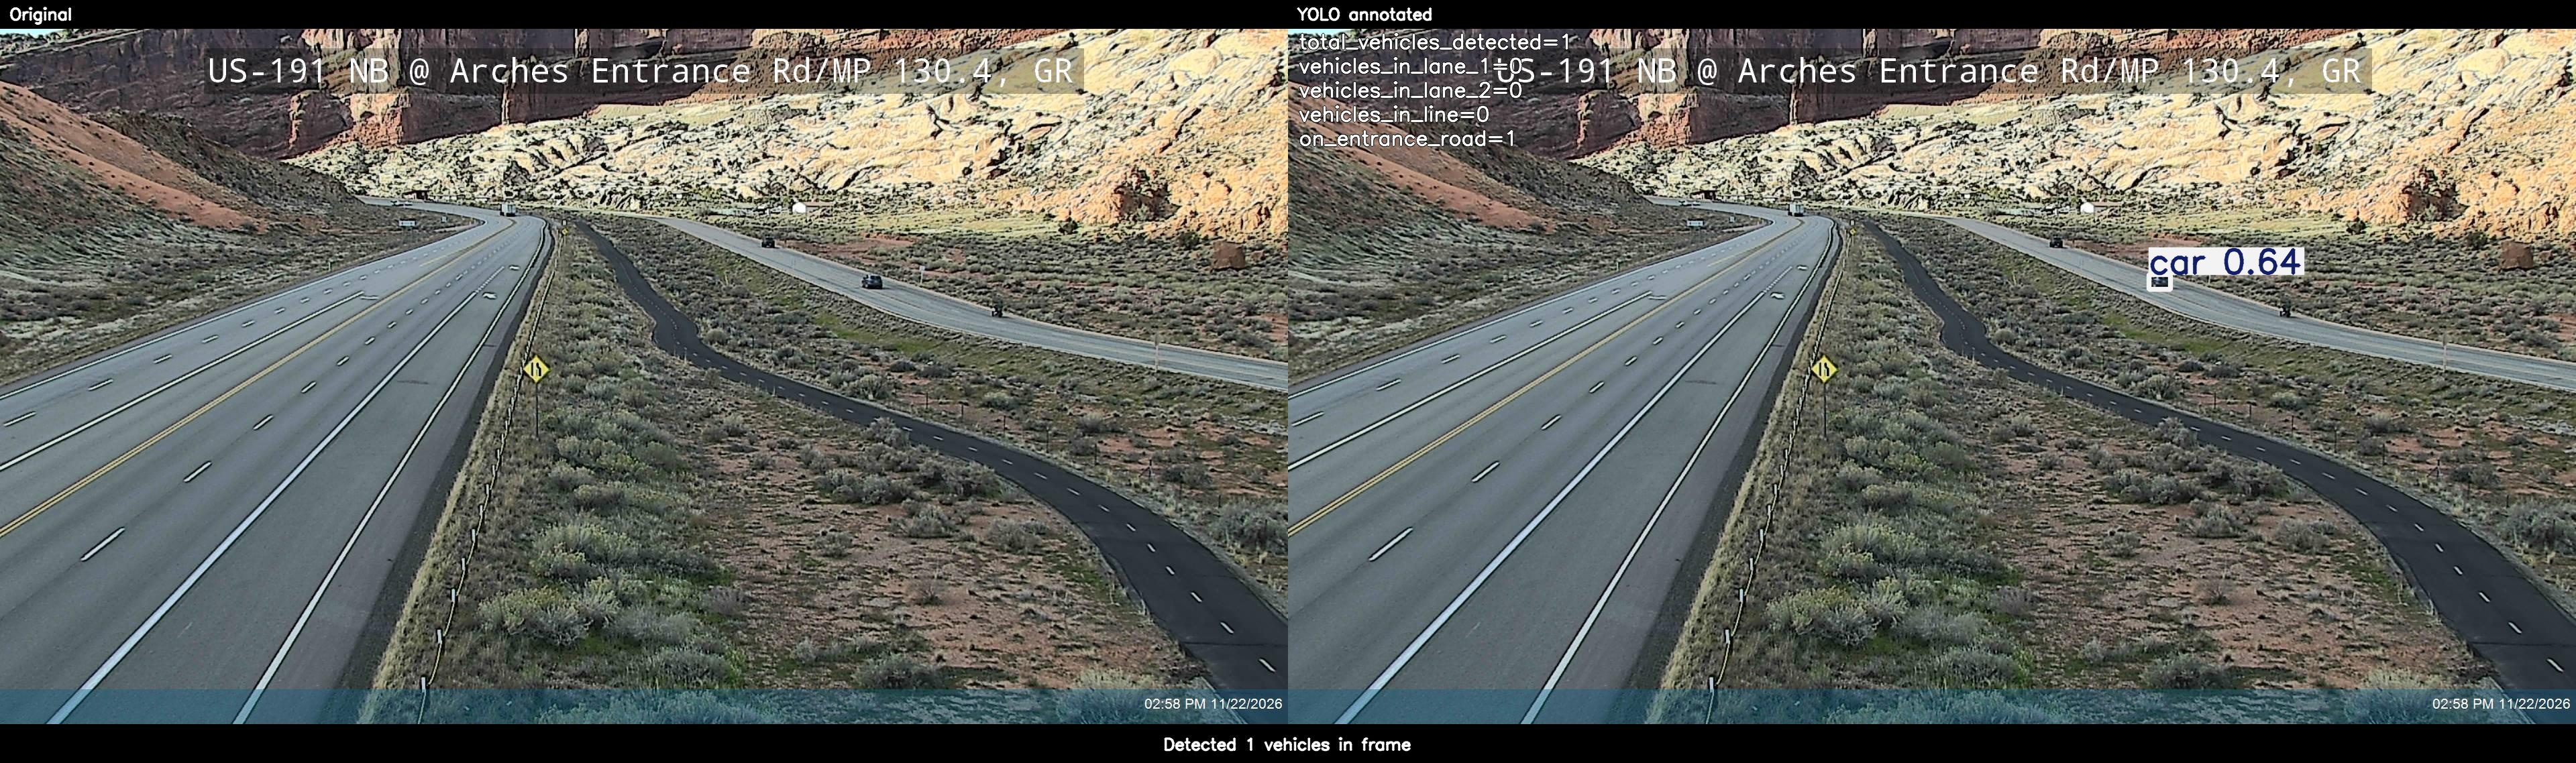 Original
US-191 NB @ Arches Entrance Rd/MP 130.4, GR
02:58 PM 11/22/2026
YOLO annotated
total_vehicles_detected=1
vehicles_in_lane_1=0
US-191 NB @ Arches Entrance Rd/MP 130.4, GR
vehicles_in_lane_2=0
vehicles_in_line=0
on_entrance_road=1
car 0.64
02:58 PM 11/22/2026
Detected 1 vehicles in frame